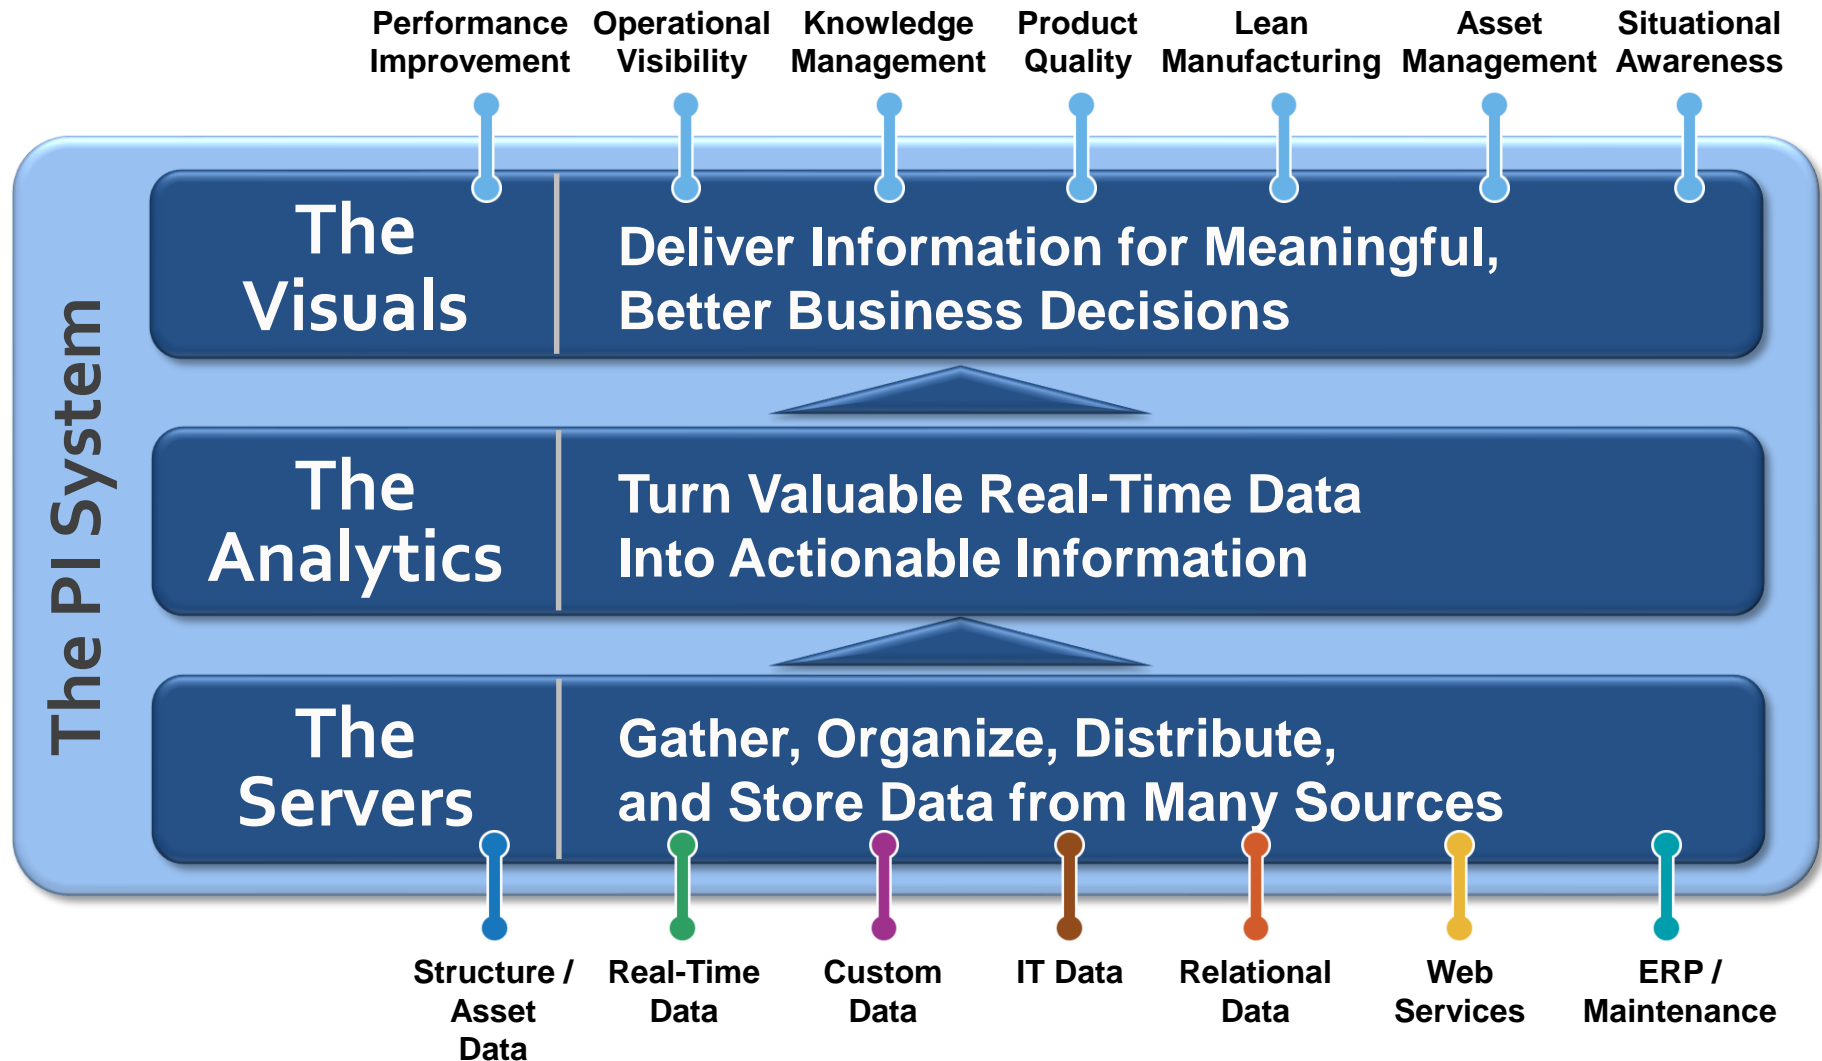 Performance
Improvement
Operational
Visibility
Knowledge
Management
Product
Quality
Lean
Manufacturing
Asset
Management
Situational
Awareness
The PI System
The
Visuals
Deliver Information for Meaningful,
Better Business Decisions
The
Analytics
Turn Valuable Real-Time Data
Into Actionable Information
The
Servers
Gather, Organize, Distribute,
and Store Data from Many Sources
Structure /
Asset
Data
Real-Time
Data
Custom
Data
IT Data
Relational
Data
Web
Services
ERP /
Maintenance